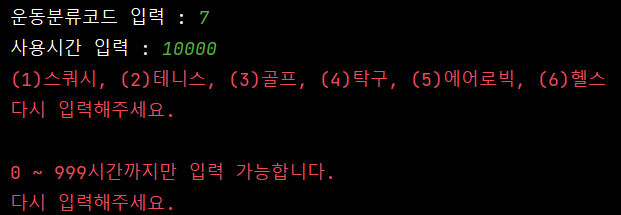 운동분류코드 입력 : 7
사용시간 입력 : 10000
(1)스쿼시, (2)테니스, (3)골프, (4)탁구, (5)에어로빅, (6)헬스
다시 입력해주세요.
0 ~ 999시간까지만 입력 가능합니다.
다시 입력해주세요.